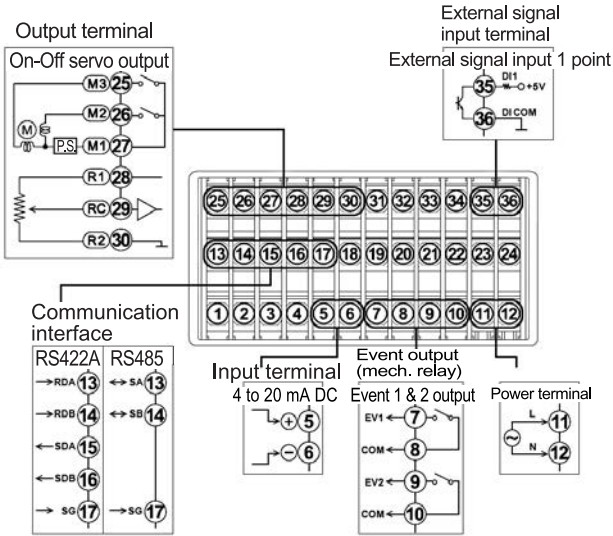 Output terminal
On-Off servo output
M3 25
M2 26
M
P.S. M1 27
R1 28
RC 29
R2 30
External signal
input terminal
External signal input 1 point
35 DI1
+5V
36 DI COM
25 26 27 28 29 30 31 32 33 34 35 36
13 14 15 16 17 18 19 20 21 22 23 24
1 2 3 4 5 6 7 8 9 10 11 12
Communication
interface
RS422A RS485
RDA 13 SA 13
RDB 14 SB 14
SDA 15
SDB 16
SG 17 SG 17
Input terminal
4 to 20 mA DC
+ 5
− 6
Event output
(mech. relay)
Event 1 & 2 output
EV1 7
COM 8
EV2 9
COM 10
Power terminal
L 11
N 12